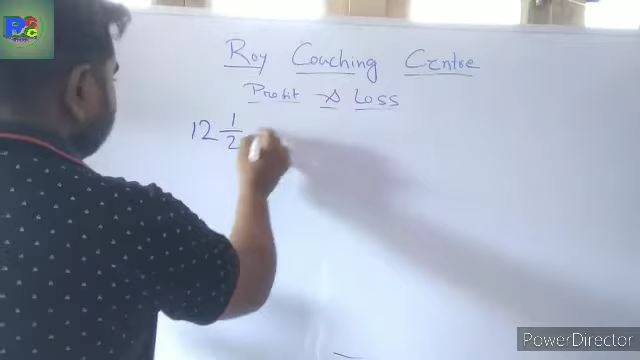 Roy Coaching Centre
Profit & Loss
12 1/2
PowerDirector